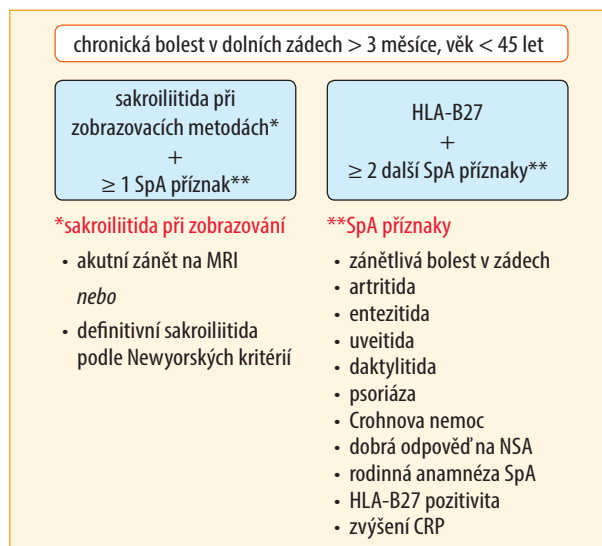 chronická bolest v dolních zádech > 3 měsíce, věk < 45 let
sakroiliitida při
zobrazovacích metodách*
+
≥ 1 SpA příznak**
HLA-B27
+
≥ 2 další SpA příznaky**
*sakroiliitida při zobrazování
• akutní zánět na MRI
nebo
• definitivní sakroiliitida
podle Newyorských kritérií
**SpA příznaky
• zánětlivá bolest v zádech
• artritida
• entezitida
• uveitida
• daktylitida
• psoriáza
• Crohnova nemoc
• dobrá odpověď na NSA
• rodinná anamnéza SpA
• HLA-B27 pozitivita
• zvýšení CRP